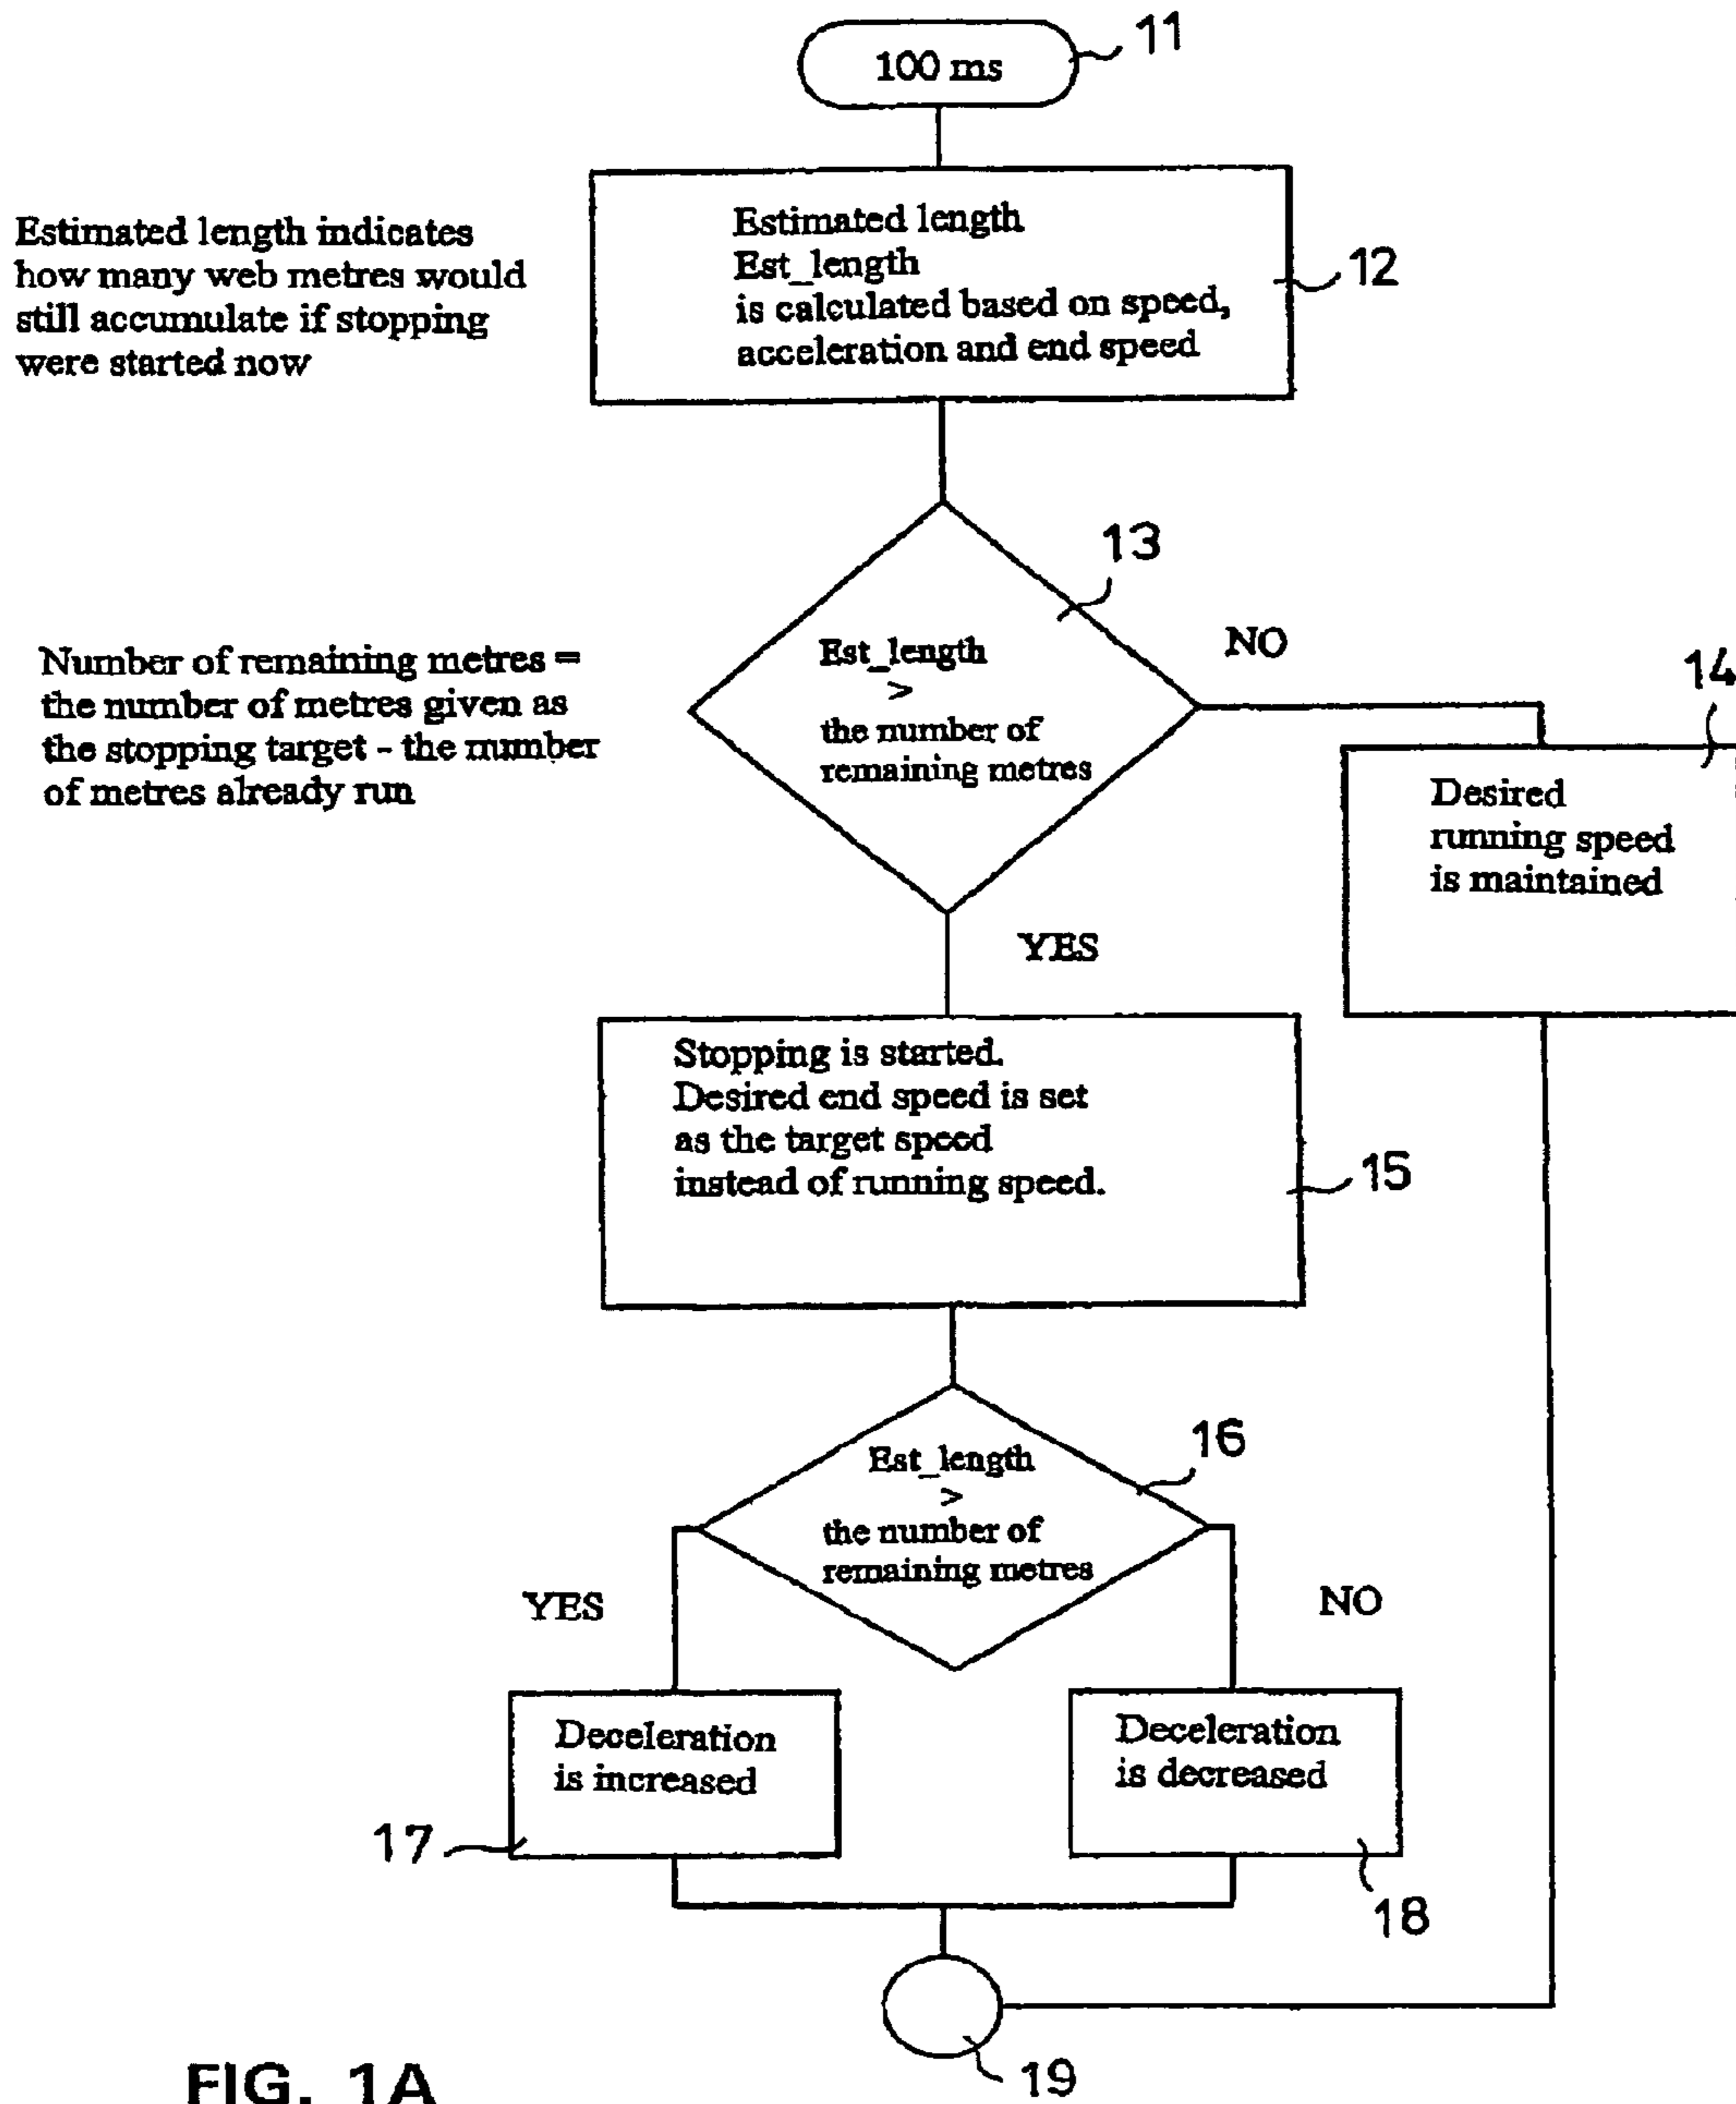 11
100 ms
Estimated length indicates
how many web metres would
still accumulate if stopping
were started now
Estimated length
Est_length
is calculated based on speed,
acceleration and end speed
12
13
Est_length
>
the number of
remaining metres
NO
Number of remaining metres =
the number of metres given as
the stopping target - the number
of metres already run
14
Desired
running speed
is maintained
YES
Stopping is started.
Desired end speed is set
as the target speed
instead of running speed.
15
16
Est_length
>
the number of
remaining metres
YES
NO
Deceleration
is increased
17
Deceleration
is decreased
18
19
FIG. 1A